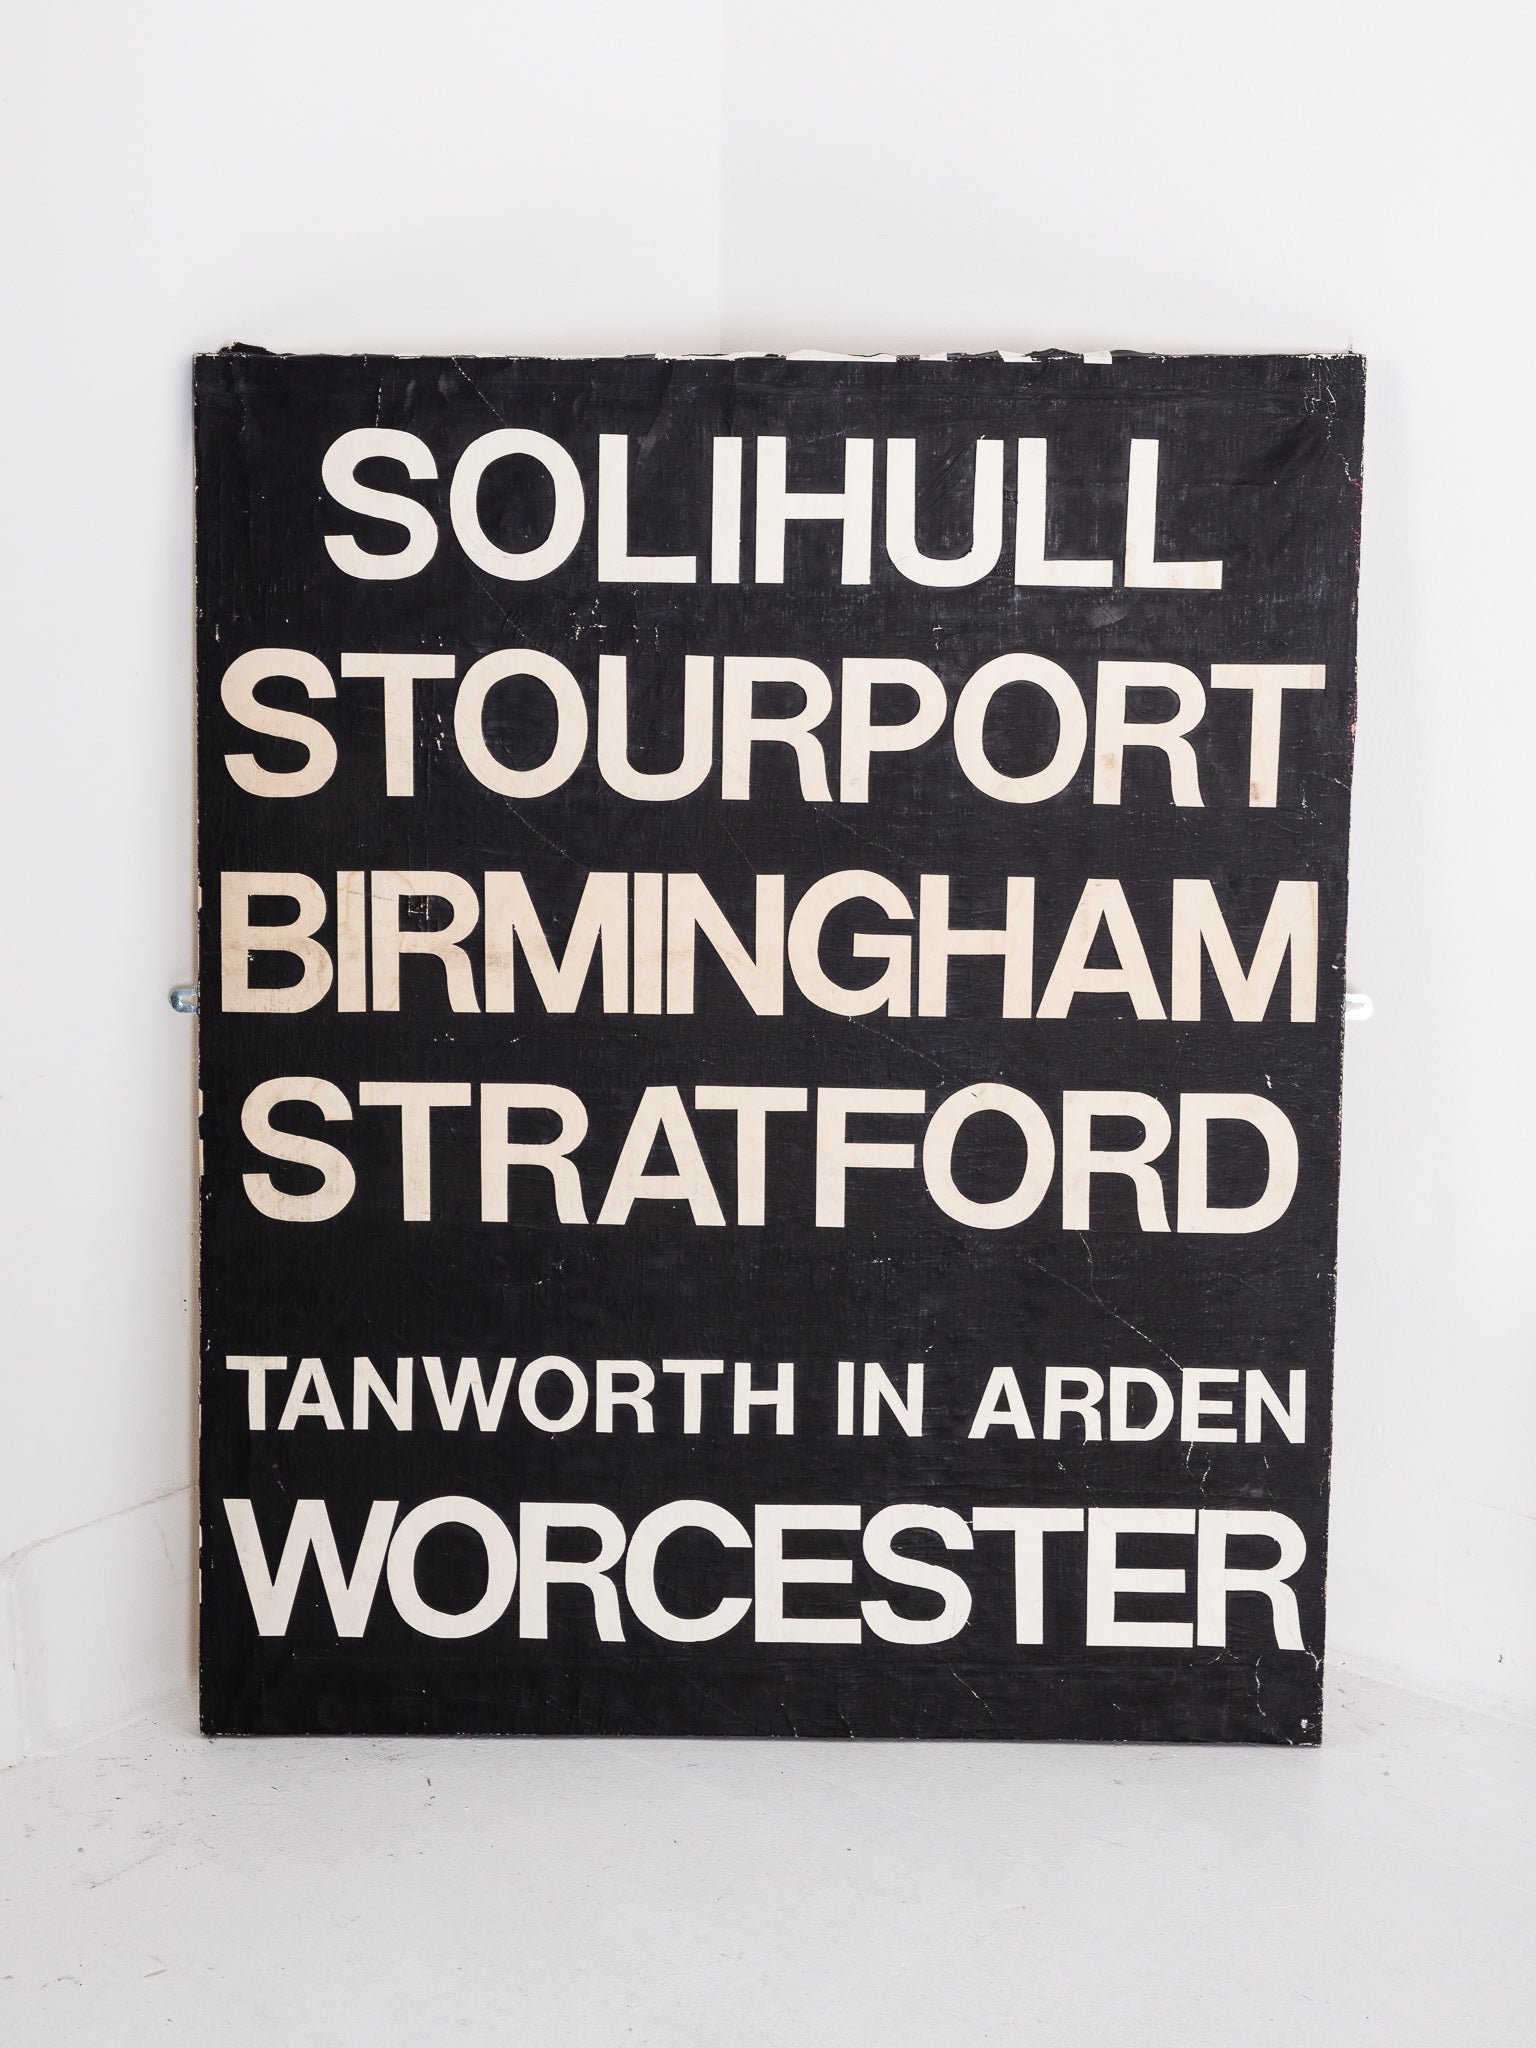 SOLIHULL
STOURPORT
BIRMINGHAM
STRATFORD
TANWORTH IN ARDEN
WORCESTER